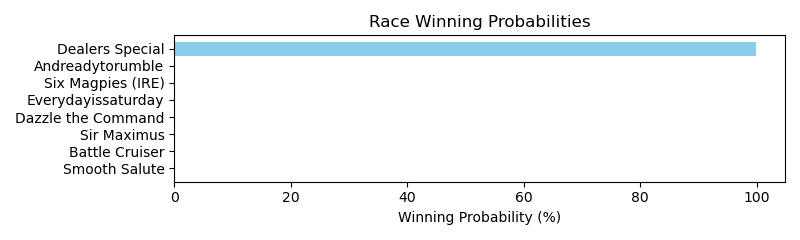 Race Winning Probabilities
Dealers Special
Andreadytorumble
Six Magpies (IRE)
Everydayissaturday
Dazzle the Command
Sir Maximus
Battle Cruiser
Smooth Salute
0 20 40 60 80 100
Winning Probability (%)